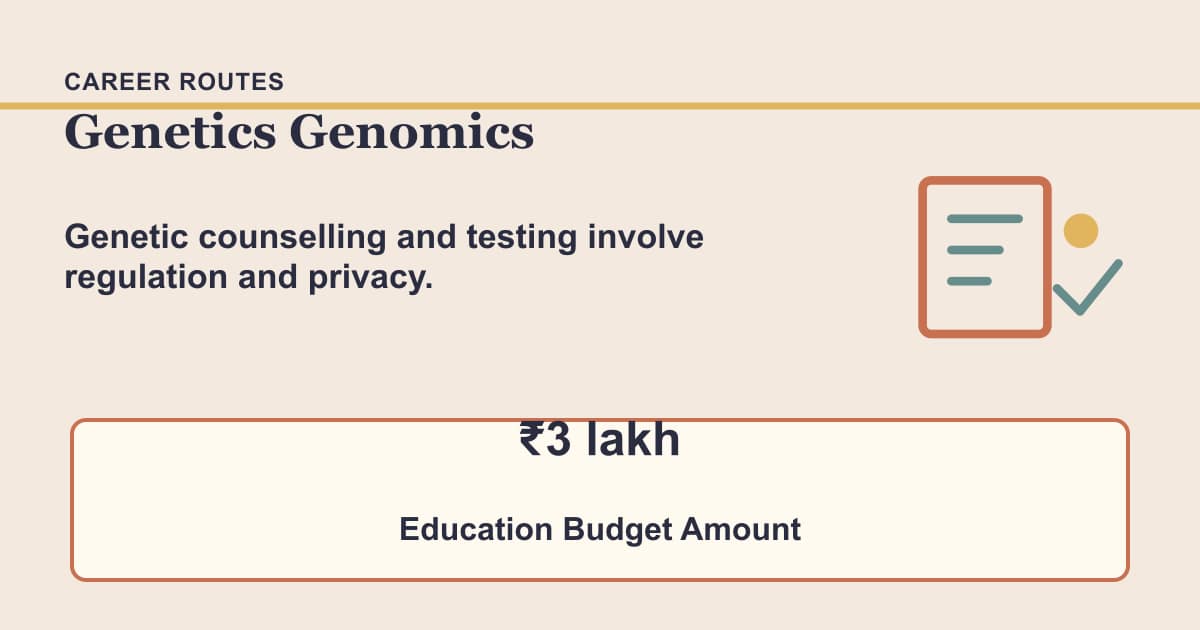 CAREER ROUTES
Genetics Genomics
Genetic counselling and testing involve
regulation and privacy.
₹3 lakh
Education Budget Amount